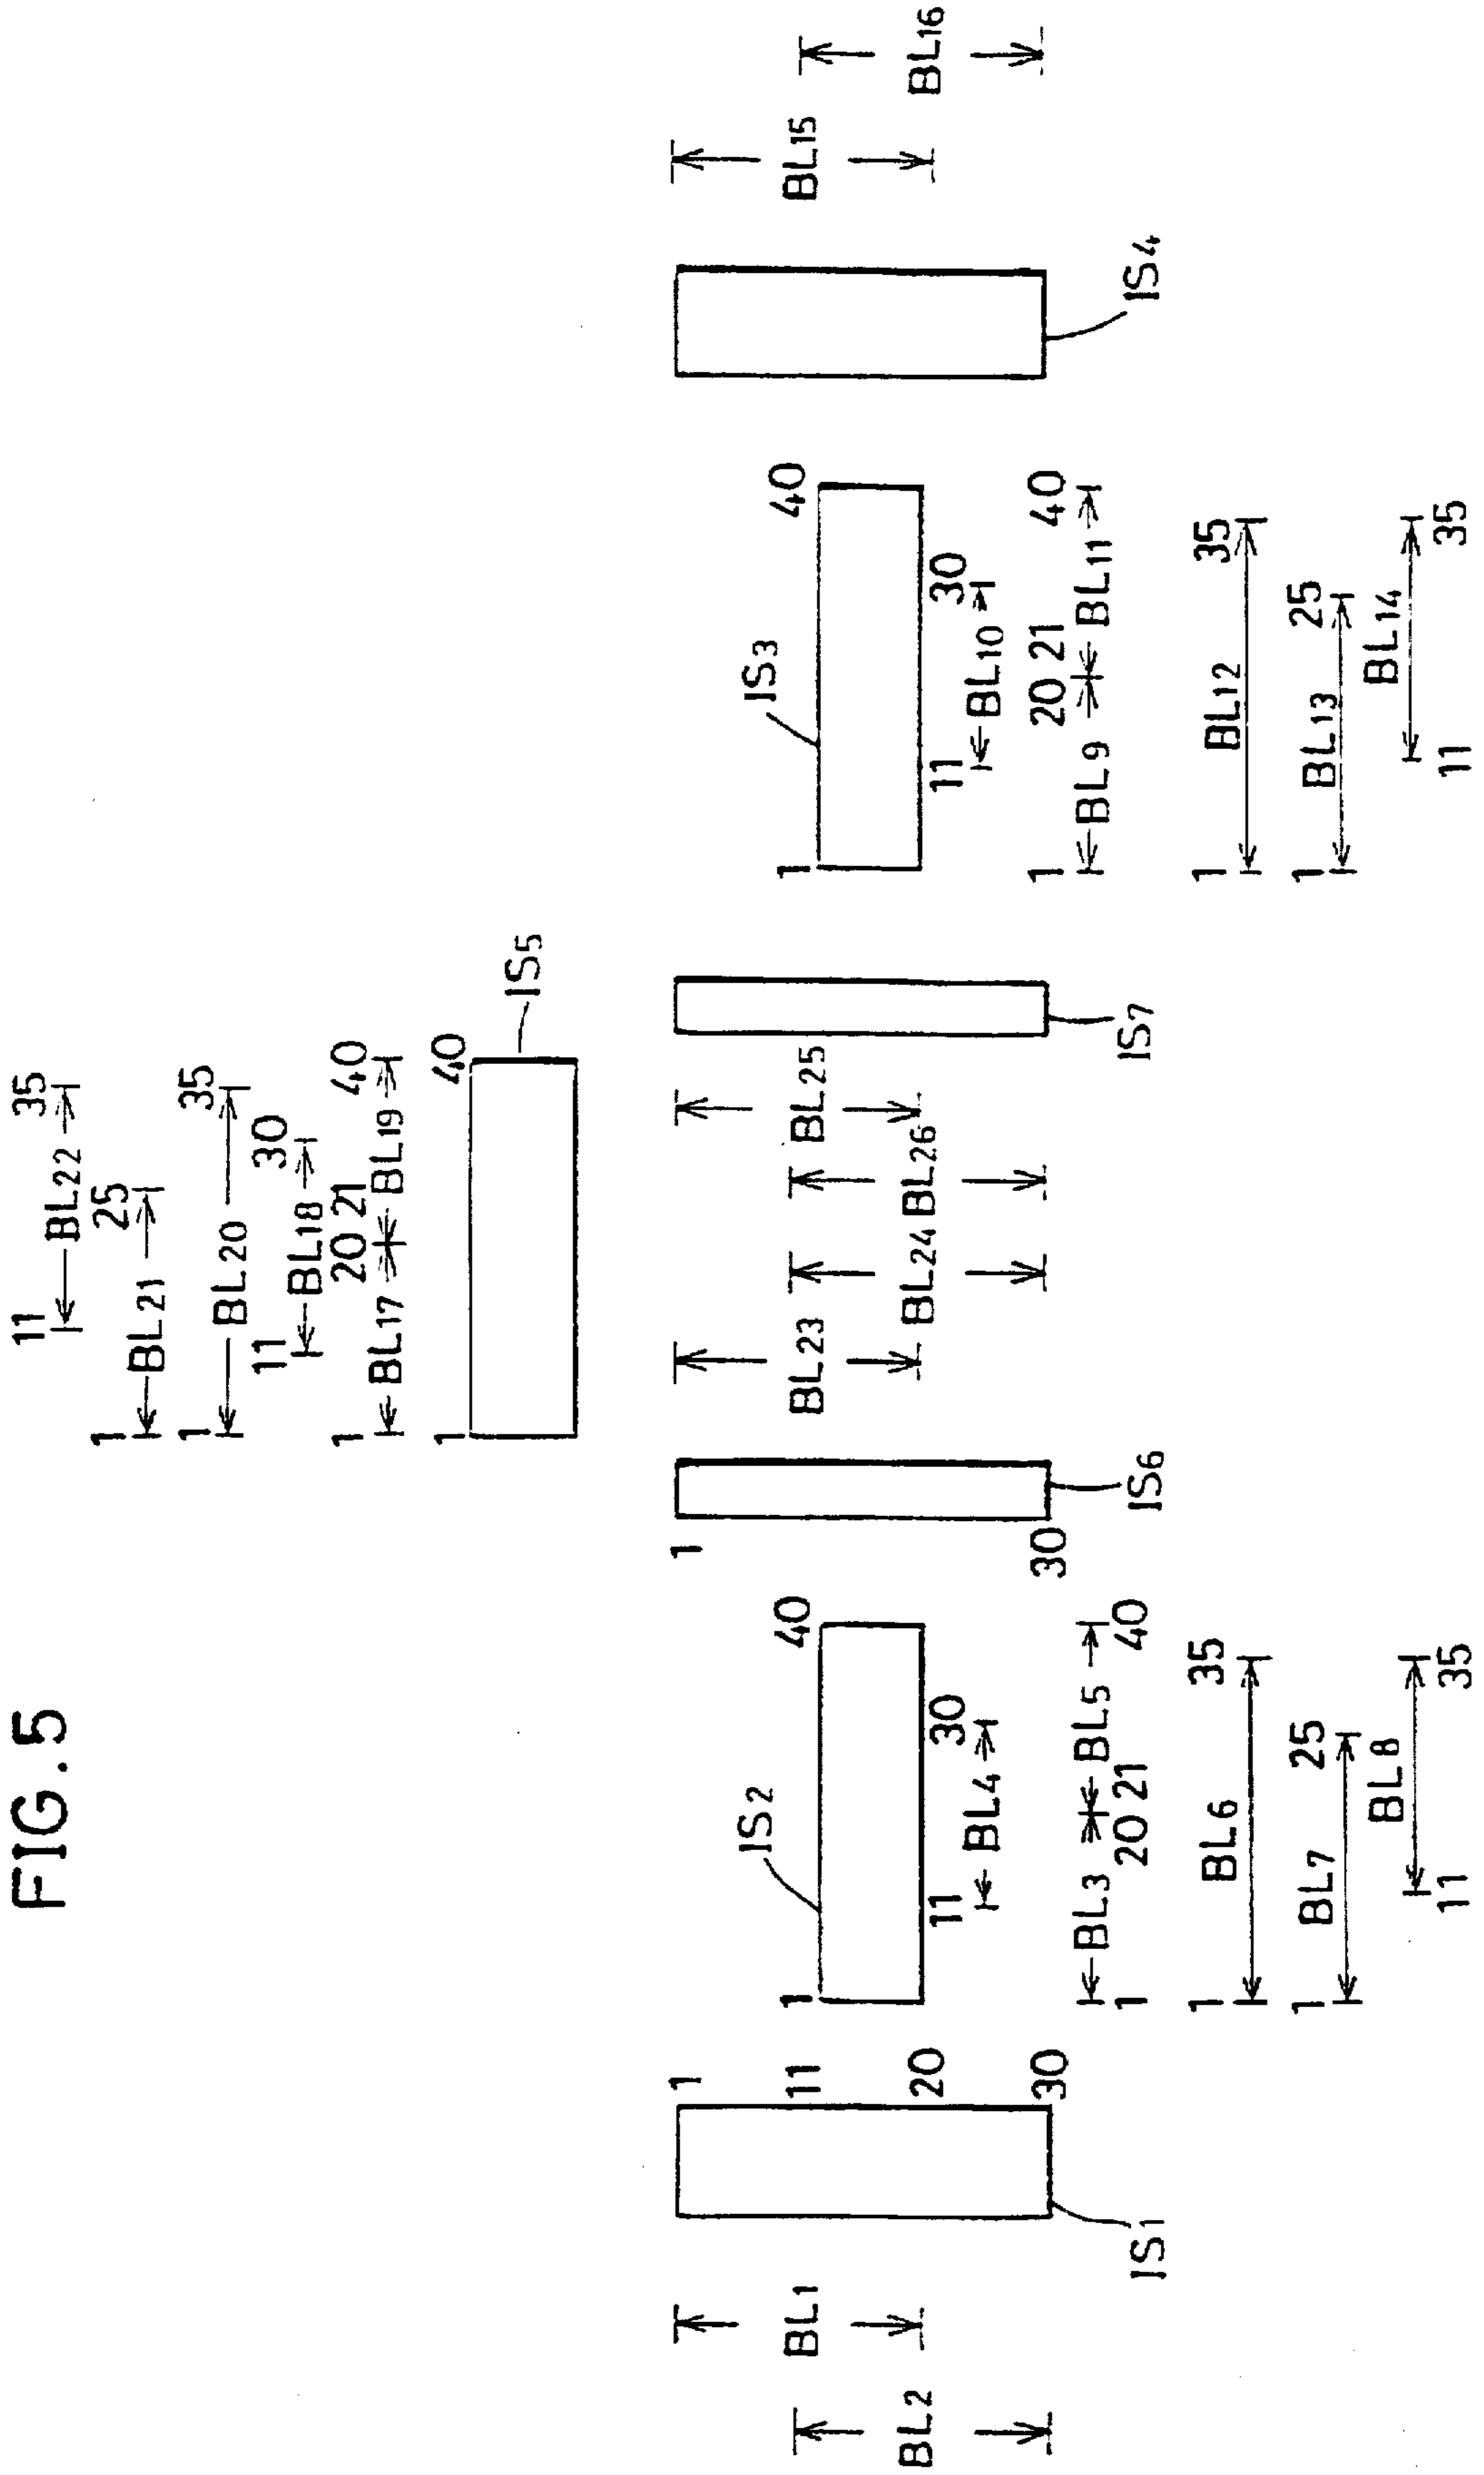 FIG.5
11 35
BL22
1 25
BL21
1 35
BL20
11 30
BL18
1 20 21 40
BL17 BL19
1 40
IS5
BL1
BL2
1
11
20
30
IS1
IS2
1 40
11 30
BL4
BL3 BL5
1 20 21 40
1 35
BL6
1 25
BL7
BL8
11 35
1
30
IS6
BL23
BL24
BL26
BL25
IS7
IS3
1 40
11 30
BL10
1 20 21 40
BL9 BL11
1 35
BL12
1 25
BL13
BL14
11 35
IS4
BL15
BL16